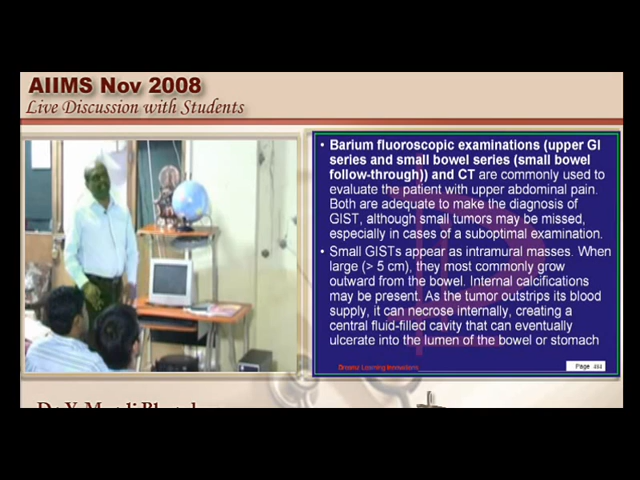 AIIMS Nov 2008
Live Discussion with Students
• Barium fluoroscopic examinations (upper GI
series and small bowel series (small bowel
follow-through)) and CT are commonly used to
evaluate the patient with upper abdominal pain.
Both are adequate to make the diagnosis of
GIST, although small tumors may be missed,
especially in cases of a suboptimal examination.
• Small GISTs appear as intramural masses. When
large (> 5 cm), they most commonly grow
outward from the bowel. Internal calcifications
may be present. As the tumor outstrips its blood
supply, it can necrose internally, creating a
central fluid-filled cavity that can eventually
ulcerate into the lumen of the bowel or stomach
Learning Innovations
Page 484